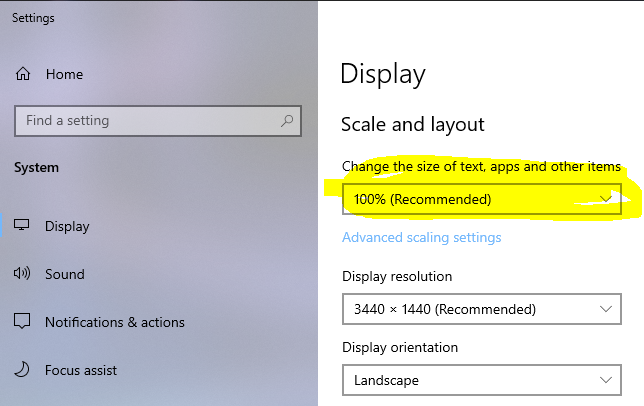 Settings
Home
Find a setting
System
Display
Sound
Notifications & actions
Focus assist
Display
Scale and layout
Change the size of text, apps and other items
100% (Recommended)
Advanced scaling settings
Display resolution
3440 × 1440 (Recommended)
Display orientation
Landscape